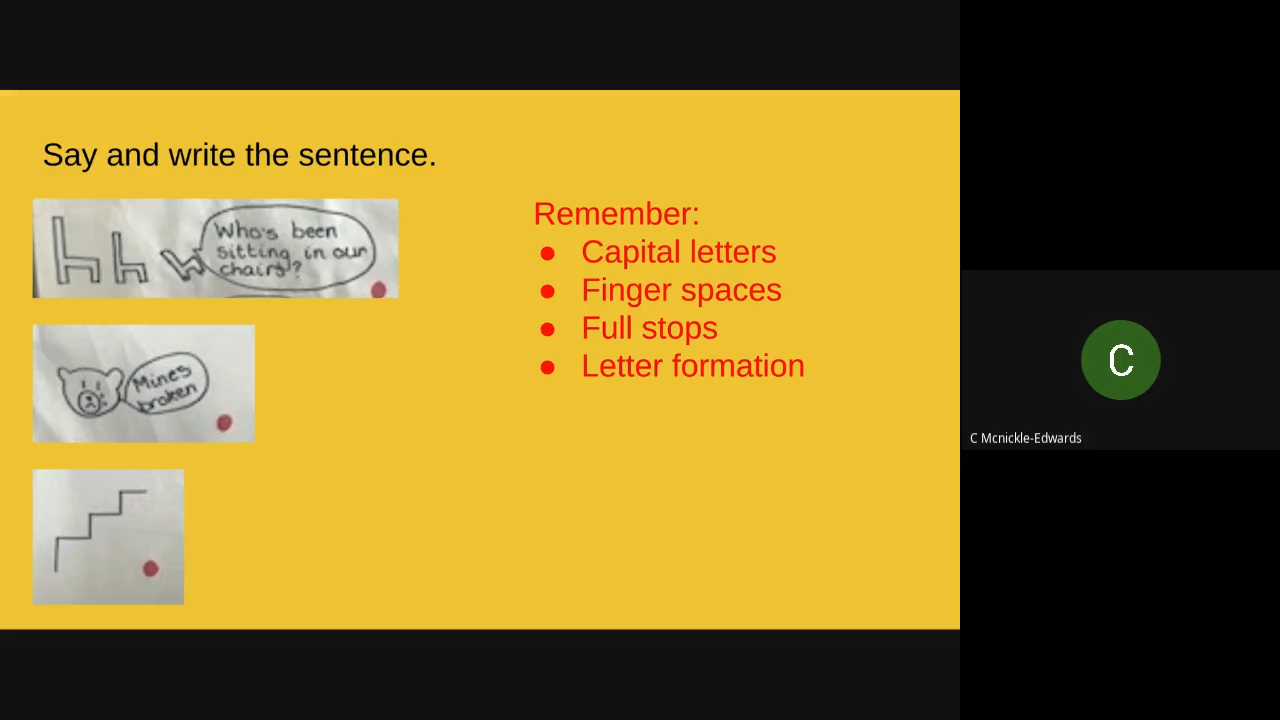 Say and write the sentence.
Who's been
sitting in our
chairs?
Mines
broken
Remember:
● Capital letters
● Finger spaces
● Full stops
● Letter formation
C
C Mcnickle-Edwards